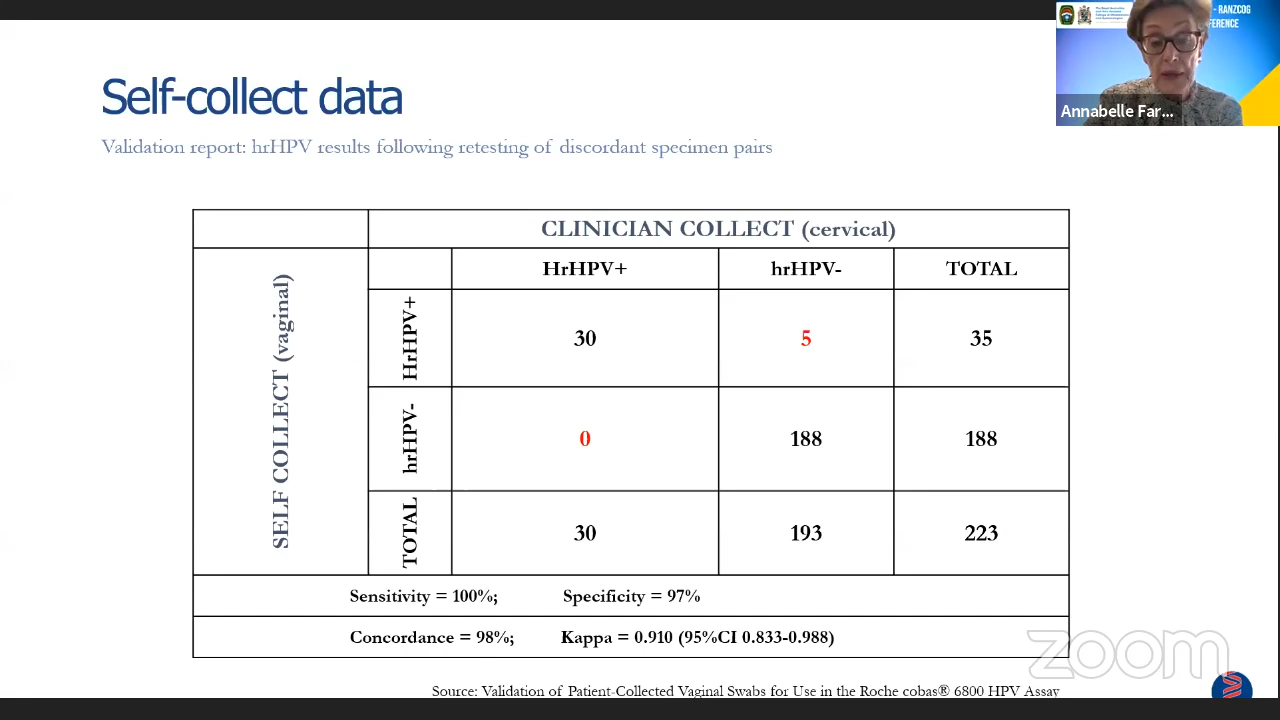 - RANZCOG
FERENCE
Annabelle Far...
Self-collect data
Validation report: hrHPV results following retesting of discordant specimen pairs
CLINICIAN COLLECT (cervical)
HrHPV+ hrHPV- TOTAL
SELF COLLECT (vaginal)
HrHPV+ 30 5 35
hrHPV- 0 188 188
TOTAL 30 193 223
Sensitivity = 100%; Specificity = 97%
Concordance = 98%; Kappa = 0.910 (95%CI 0.833-0.988)
zoom
Source: Validation of Patient-Collected Vaginal Swabs for Use in the Roche cobas® 6800 HPV Assay